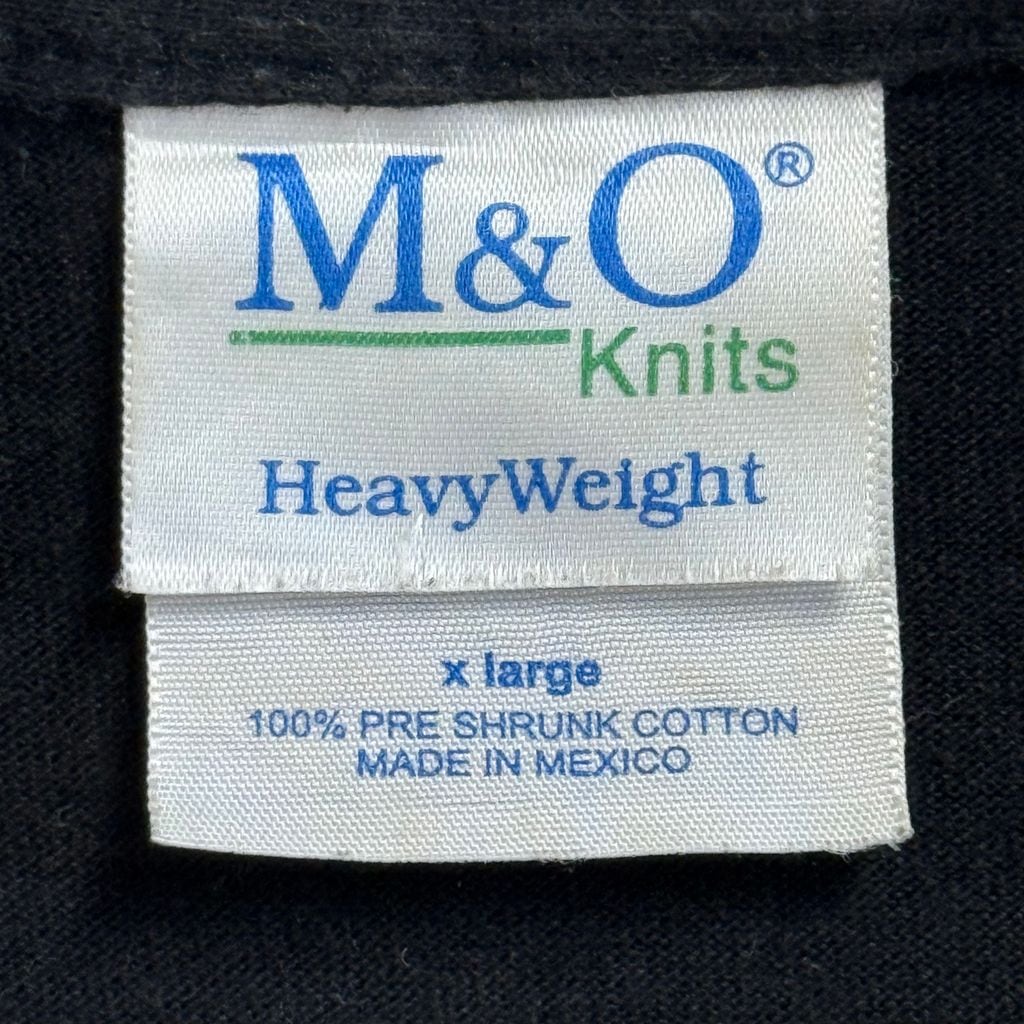 M&O®
Knits
HeavyWeight
x large
100% PRE SHRUNK COTTON
MADE IN MEXICO